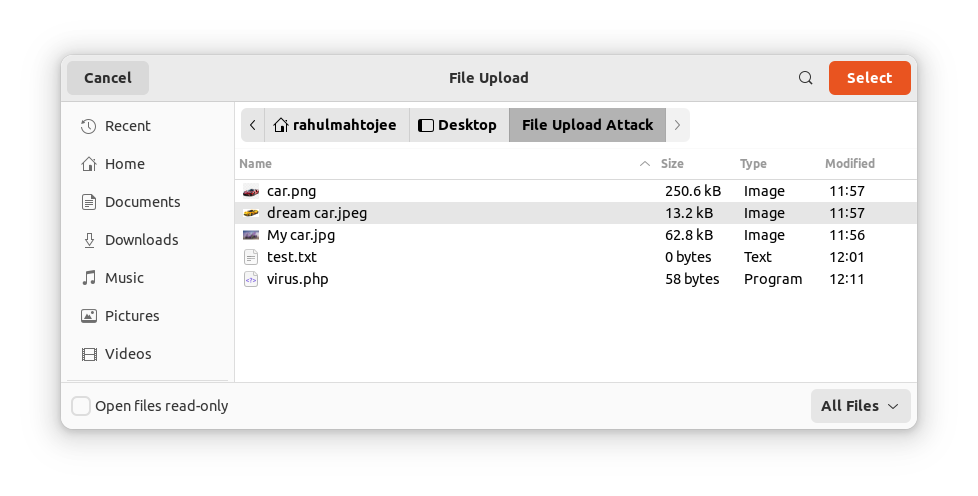 Cancel File Upload Select
rahulmahtojee Desktop File Upload Attack
Recent
Home
Documents
Downloads
Music
Pictures
Videos
Name Size Type Modified
car.png 250.6 kB Image 11:57
dream car.jpeg 13.2 kB Image 11:57
My car.jpg 62.8 kB Image 11:56
test.txt 0 bytes Text 12:01
virus.php 58 bytes Program 12:11
Open files read-only All Files